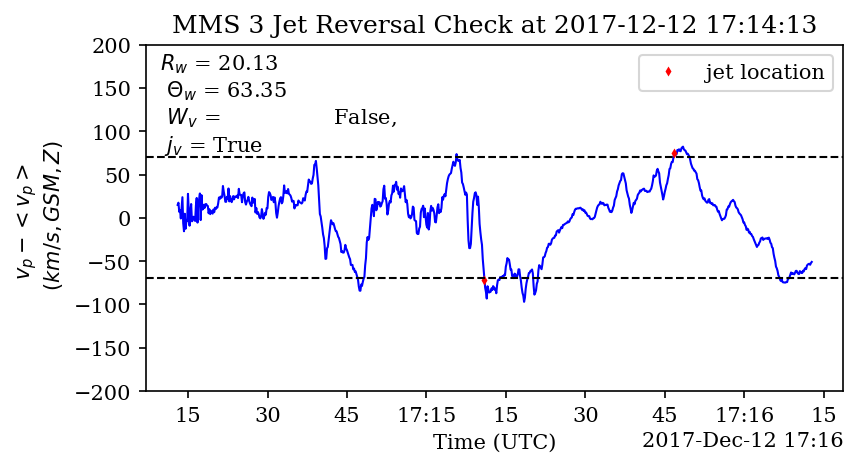 MMS 3 Jet Reversal Check at 2017-12-12 17:14:13
200
150
100
50
0
−50
−100
−150
−200
v_p − < v_p >
(km/s, GSM, Z)
R_w = 20.13
Θ_w = 63.35
W_v = False,
j_v = True
jet location
15 30 45 17:15 15 30 45 17:16 15
Time (UTC)
2017-Dec-12 17:16